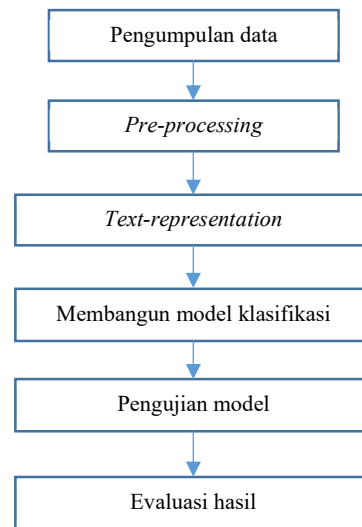 Pengumpulan data
Pre-processing
Text-representation
Membangun model klasifikasi
Pengujian model
Evaluasi hasil